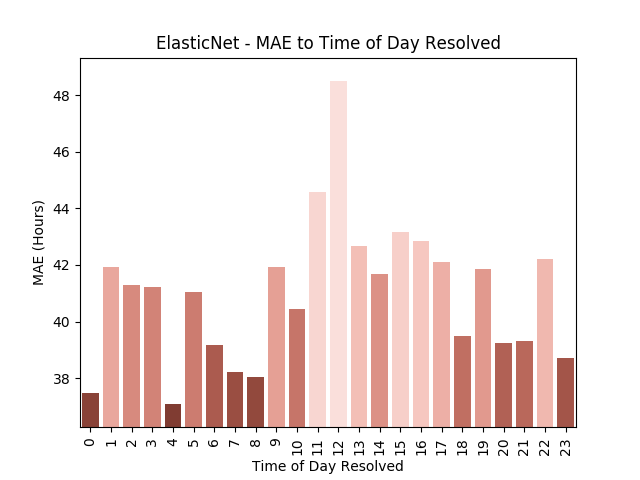 ElasticNet - MAE to Time of Day Resolved
MAE (Hours)
48
46
44
42
40
38
0 1 2 3 4 5 6 7 8 9 10 11 12 13 14 15 16 17 18 19 20 21 22 23
Time of Day Resolved